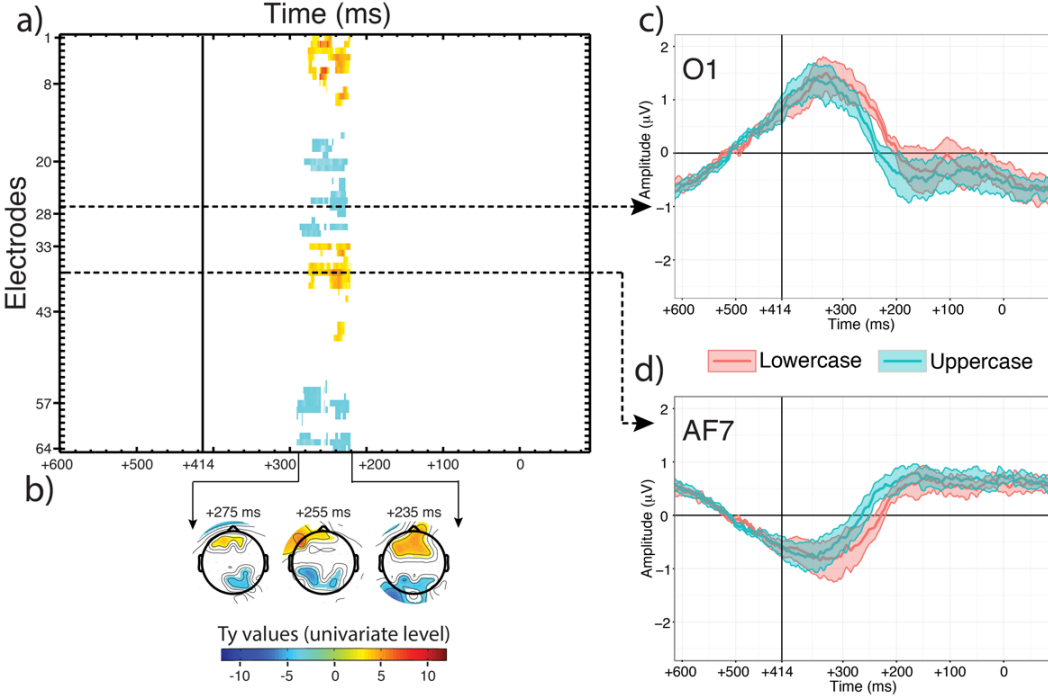 a)
Time (ms)
Electrodes
1
8
20
28
33
43
57
64
+600 +500 +414 +300 +200 +100 0
b)
+275 ms +255 ms +235 ms
Ty values (univariate level)
-10 -5 0 5 10
c)
O1
Amplitude (µV)
2
1
0
−1
−2
+600 +500 +414 +300 +200 +100 0
Time (ms)
Lowercase Uppercase
d)
AF7
Amplitude (µV)
2
1
0
−1
−2
+600 +500 +414 +300 +200 +100 0
Time (ms)